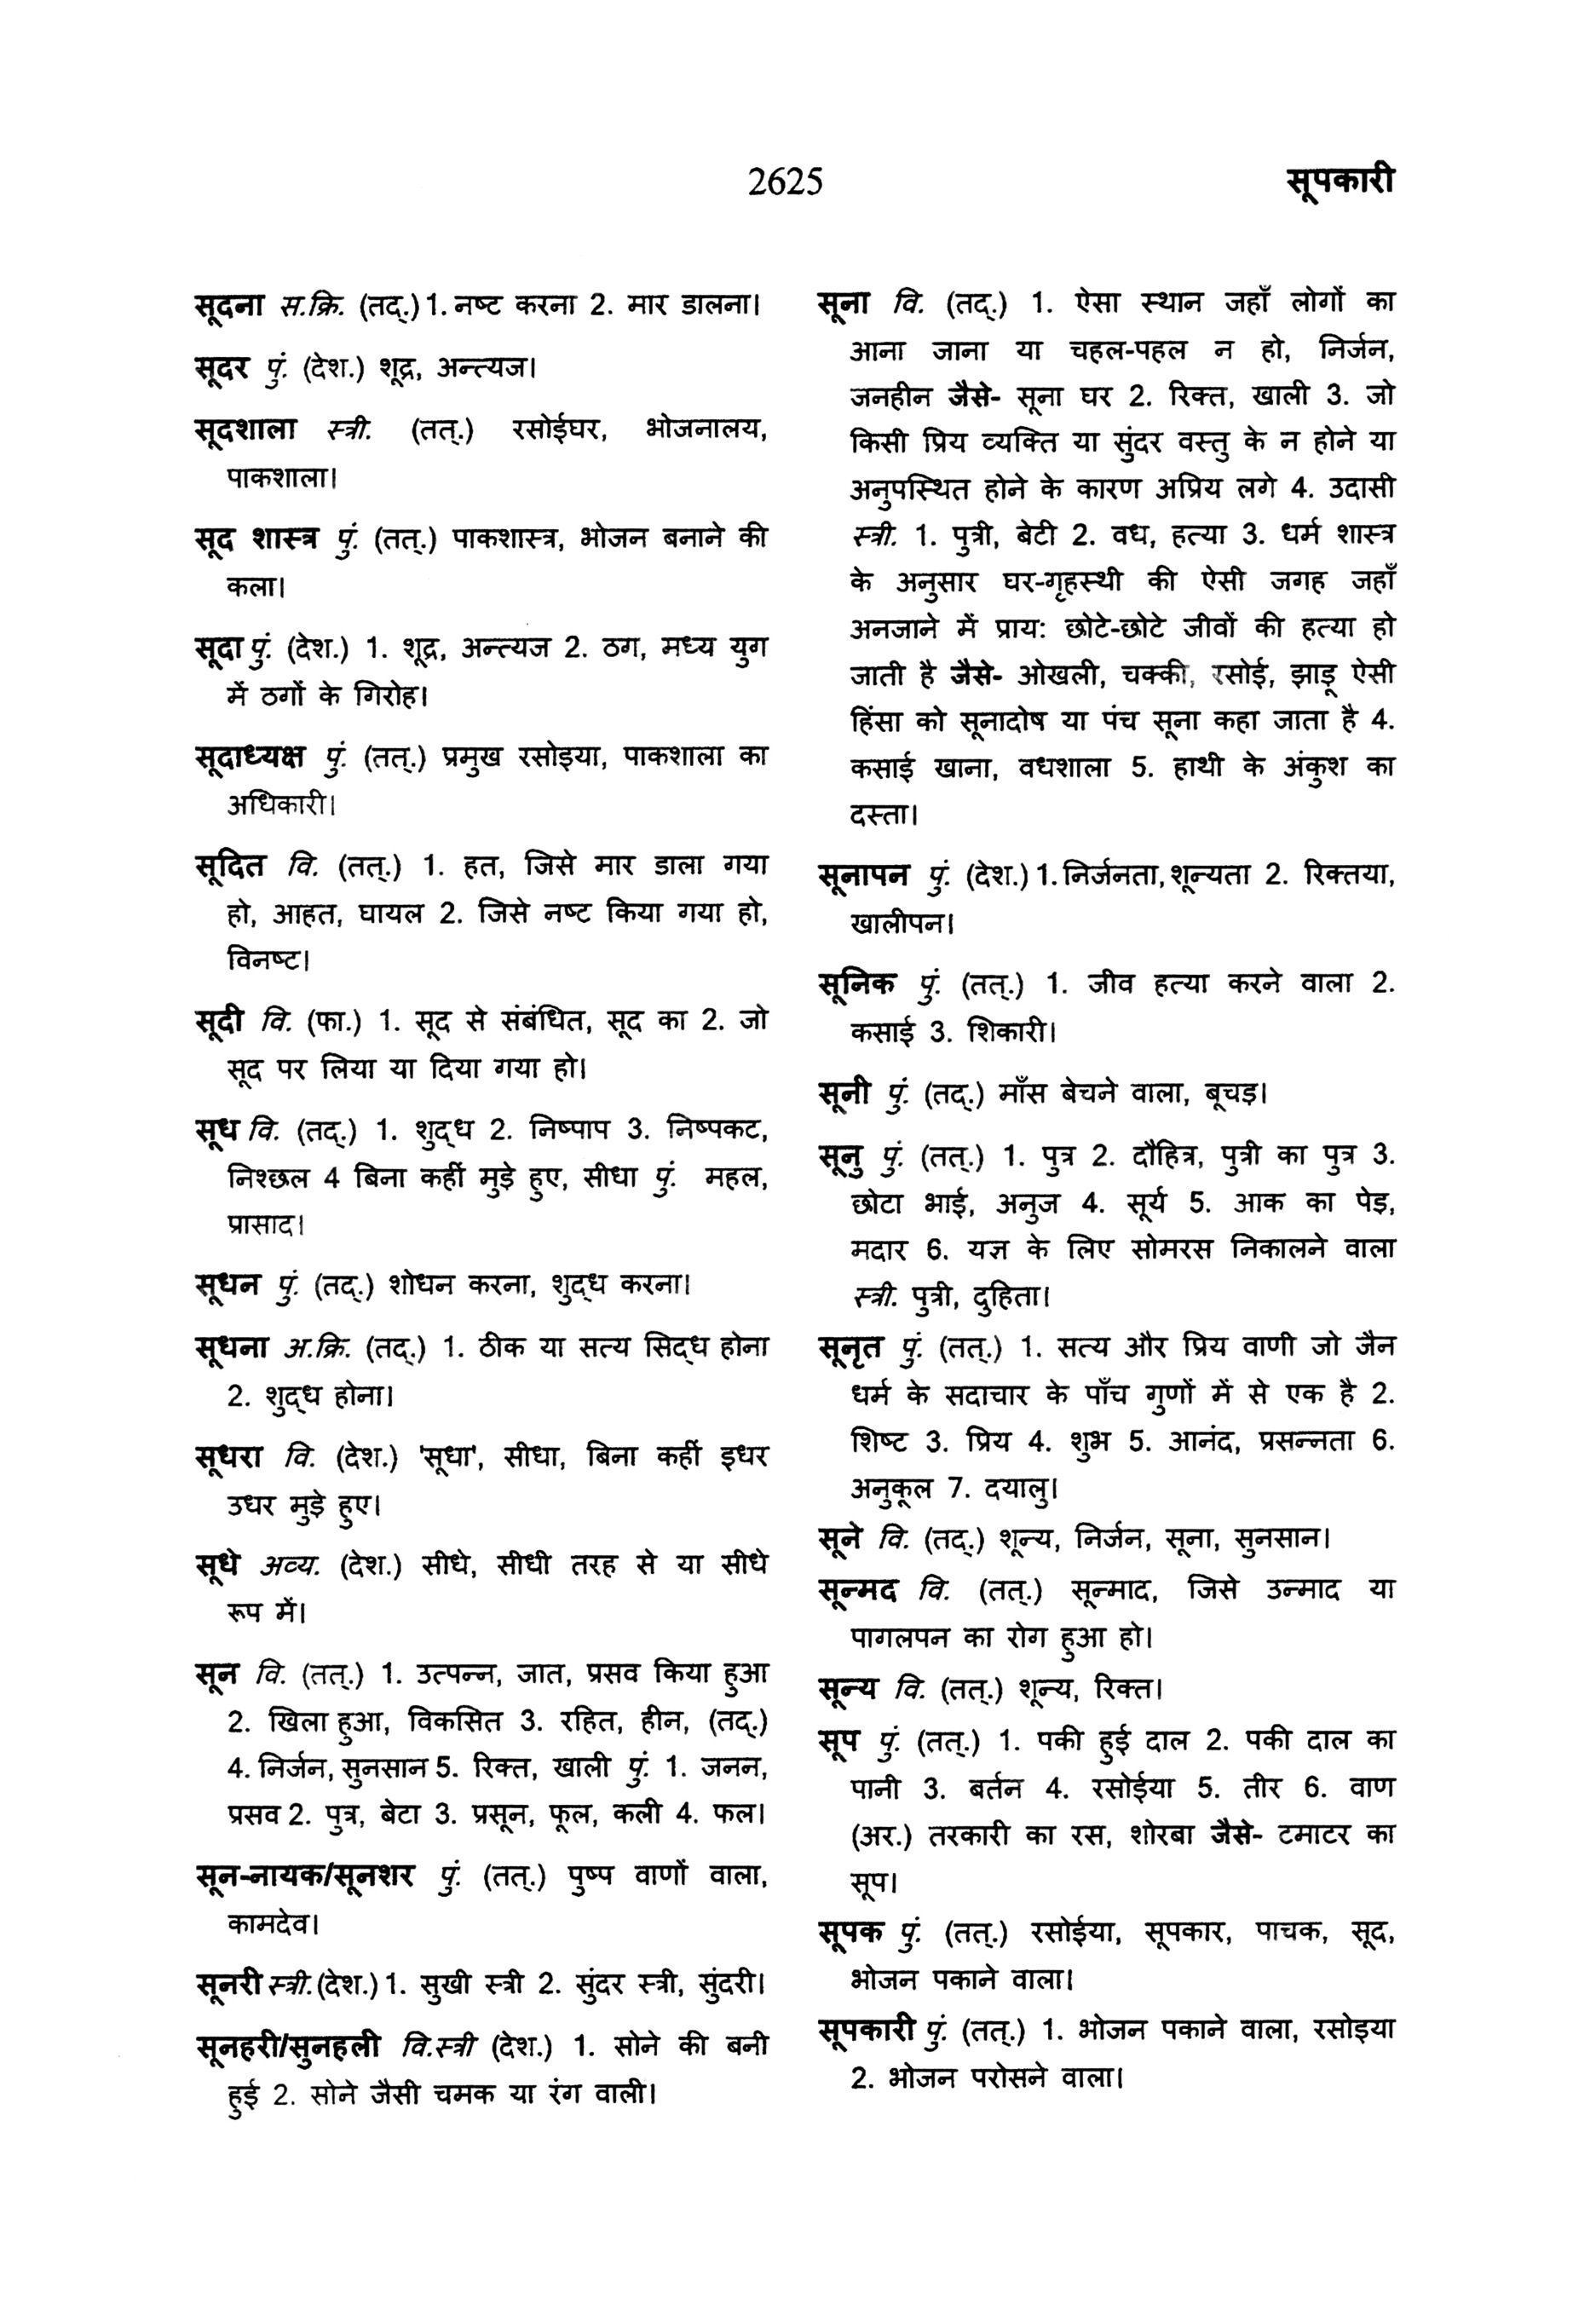 2625
सूपकारी
सूदना स.क्रि. (तद्.) 1. नष्ट करना 2. मार डालना।
सूदर पुं. (देश.) शूद्र, अन्त्यज।
सूदशाला स्त्री. (तत्.) रसोईघर, भोजनालय,
पाकशाला।
सूद शास्त्र पुं. (तत्.) पाकशास्त्र, भोजन बनाने की
कला।
सूदा पुं. (देश.) 1. शूद्र, अन्त्यज 2. ठग, मध्य युग
में ठगों के गिरोह।
सूदाध्यक्ष पुं. (तत्.) प्रमुख रसोइया, पाकशाला का
अधिकारी।
सूदित वि. (तत्.) 1. हत, जिसे मार डाला गया
हो, आहत, घायल 2. जिसे नष्ट किया गया हो,
विनष्ट।
सूदी वि. (फा.) 1. सूद से संबंधित, सूद का 2. जो
सूद पर लिया या दिया गया हो।
सूध वि. (तद्.) 1. शुद्ध 2. निष्पाप 3. निष्पकट,
निश्छल 4 बिना कहीं मुड़े हुए, सीधा पुं. महल,
प्रासाद।
सूधन पुं. (तद्.) शोधन करना, शुद्ध करना।
सूधना अ.क्रि. (तद्.) 1. ठीक या सत्य सिद्ध होना
2. शुद्ध होना।
सूधरा वि. (देश.) 'सूधा', सीधा, बिना कहीं इधर
उधर मुड़े हुए।
सूधे अव्य. (देश.) सीधे, सीधी तरह से या सीधे
रूप में।
सून वि. (तत्.) 1. उत्पन्न, जात, प्रसव किया हुआ
2. खिला हुआ, विकसित 3. रहित, हीन, (तद्.)
4. निर्जन, सुनसान 5. रिक्त, खाली पुं. 1. जनन,
प्रसव 2. पुत्र, बेटा 3. प्रसून, फूल, कली 4. फल।
सून-नायक/सूनशर पुं. (तत्.) पुष्प वाणों वाला,
कामदेव।
सूनरी स्त्री. (देश.) 1. सुखी स्त्री 2. सुंदर स्त्री, सुंदरी।
सूनहरी/सुनहली वि.स्त्री (देश.) 1. सोने की बनी
हुई 2. सोने जैसी चमक या रंग वाली।
सूना वि. (तद्.) 1. ऐसा स्थान जहाँ लोगों का
आना जाना या चहल-पहल न हो, निर्जन,
जनहीन जैसे- सूना घर 2. रिक्त, खाली 3. जो
किसी प्रिय व्यक्ति या सुंदर वस्तु के न होने या
अनुपस्थित होने के कारण अप्रिय लगे 4. उदासी
स्त्री. 1. पुत्री, बेटी 2. वध, हत्या 3. धर्म शास्त्र
के अनुसार घर-गृहस्थी की ऐसी जगह जहाँ
अनजाने में प्राय: छोटे-छोटे जीवों की हत्या हो
जाती है जैसे- ओखली, चक्की, रसोई, झाड़ू ऐसी
हिंसा को सूनादोष या पंच सूना कहा जाता है 4.
कसाई खाना, वधशाला 5. हाथी के अंकुश का
दस्ता।
सूनापन पुं. (देश.) 1. निर्जनता, शून्यता 2. रिक्तया,
खालीपन।
सूनिक पुं. (तत्.) 1. जीव हत्या करने वाला 2.
कसाई 3. शिकारी।
सूनी पुं. (तद्.) माँस बेचने वाला, बूचड़।
सूनु पुं. (तत्.) 1. पुत्र 2. दौहित्र, पुत्री का पुत्र 3.
छोटा भाई, अनुज 4. सूर्य 5. आक का पेड़,
मदार 6. यज्ञ के लिए सोमरस निकालने वाला
स्त्री. पुत्री, दुहिता।
सूनृत पुं. (तत्.) 1. सत्य और प्रिय वाणी जो जैन
धर्म के सदाचार के पाँच गुणों में से एक है 2.
शिष्ट 3. प्रिय 4. शुभ 5. आनंद, प्रसन्नता 6.
अनुकूल 7. दयालु।
सूने वि. (तद्.) शून्य, निर्जन, सूना, सुनसान।
सून्मद वि. (तत्.) सून्माद, जिसे उन्माद या
पागलपन का रोग हुआ हो।
सून्य वि. (तत्.) शून्य, रिक्त।
सूप पुं. (तत्.) 1. पकी हुई दाल 2. पकी दाल का
पानी 3. बर्तन 4. रसोईया 5. तीर 6. वाण
(अर.) तरकारी का रस, शोरबा जैसे- टमाटर का
सूप।
सूपक पुं. (तत्.) रसोईया, सूपकार, पाचक, सूद,
भोजन पकाने वाला।
सूपकारी पुं. (तत्.) 1. भोजन पकाने वाला, रसोइया
2. भोजन परोसने वाला।